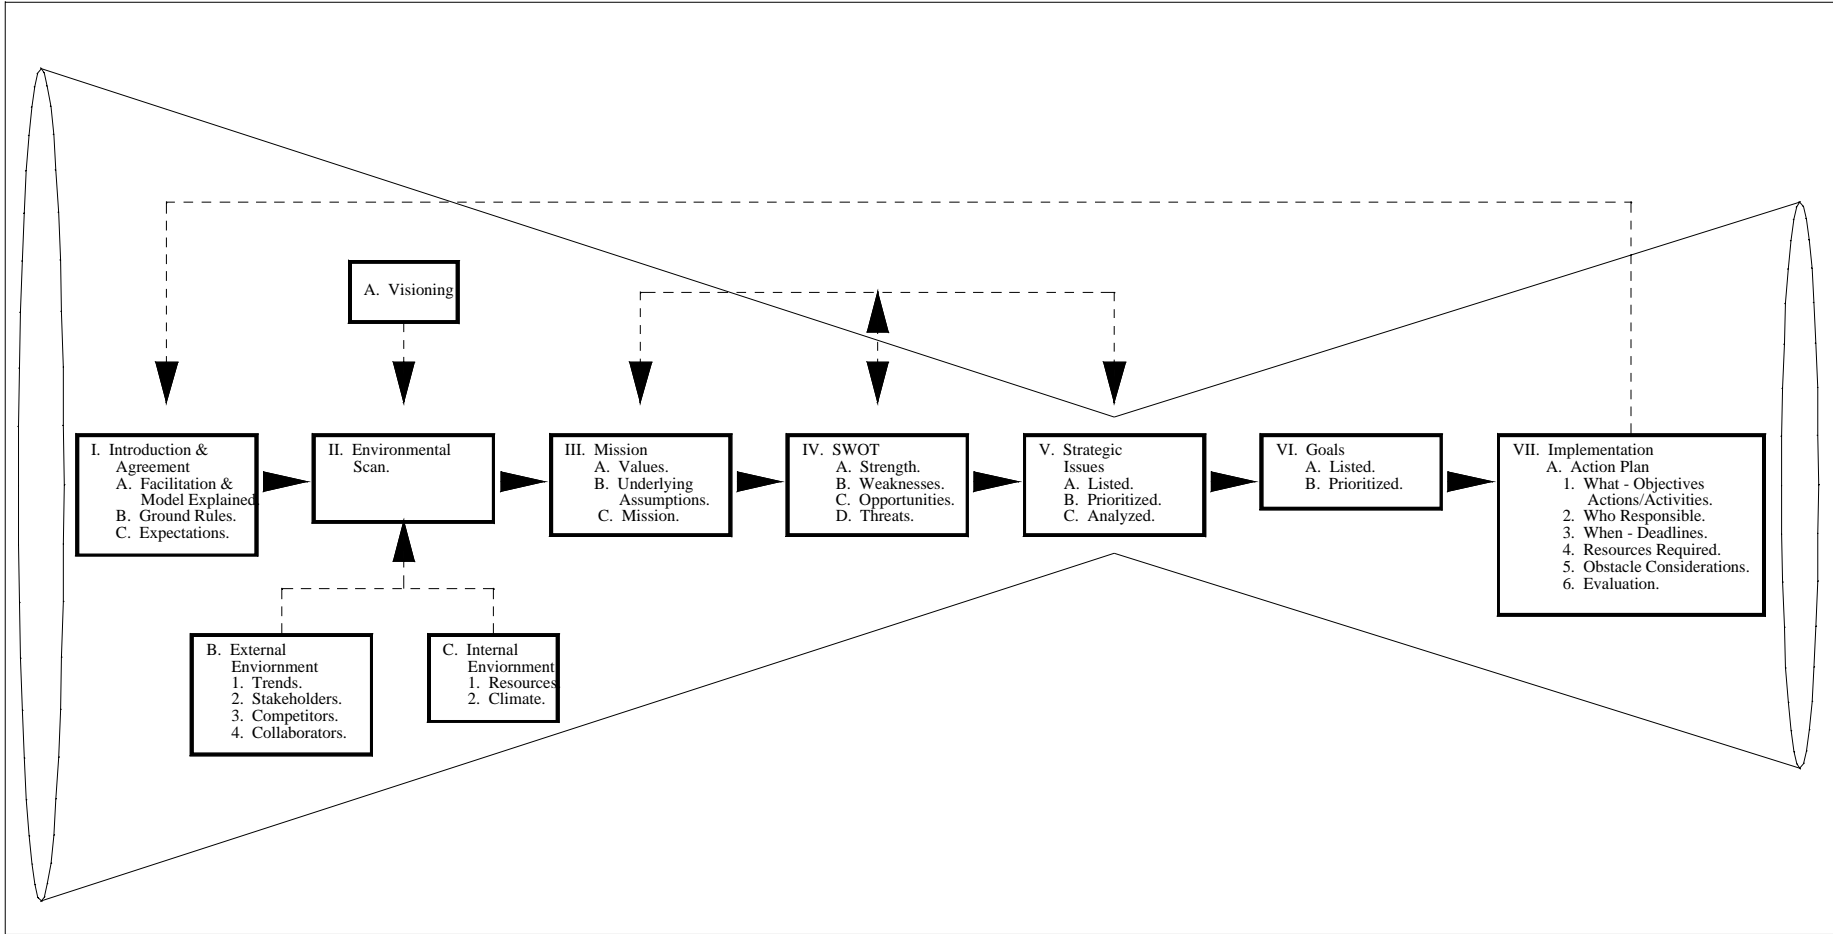 A. Visioning
I. Introduction &
Agreement
A. Facilitation &
Model Explained.
B. Ground Rules.
C. Expectations.
II. Environmental
Scan.
III. Mission
A. Values.
B. Underlying
Assumptions.
C. Mission.
IV. SWOT
A. Strength.
B. Weaknesses.
C. Opportunities.
D. Threats.
V. Strategic
Issues
A. Listed.
B. Prioritized.
C. Analyzed.
VI. Goals
A. Listed.
B. Prioritized.
VII. Implementation
A. Action Plan
1. What - Objectives
Actions/Activities.
2. Who Responsible.
3. When - Deadlines.
4. Resources Required.
5. Obstacle Considerations.
6. Evaluation.
B. External
Enviornment
1. Trends.
2. Stakeholders.
3. Competitors.
4. Collaborators.
C. Internal
Enviornment
1. Resources.
2. Climate.